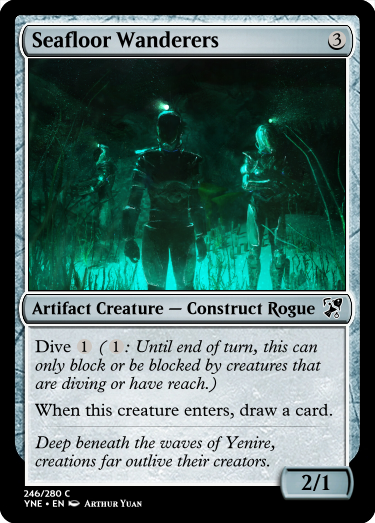 Seafloor Wanderers 3
Artifact Creature — Construct Rogue
Dive 1 ( 1: Until end of turn, this can
only block or be blocked by creatures
that are diving or have reach.)
When this creature enters, draw a card.
Deep beneath the waves of Yenire,
creations far outlive their creators.
2/1
246/280 C
YNE • EN Arthur Yuan